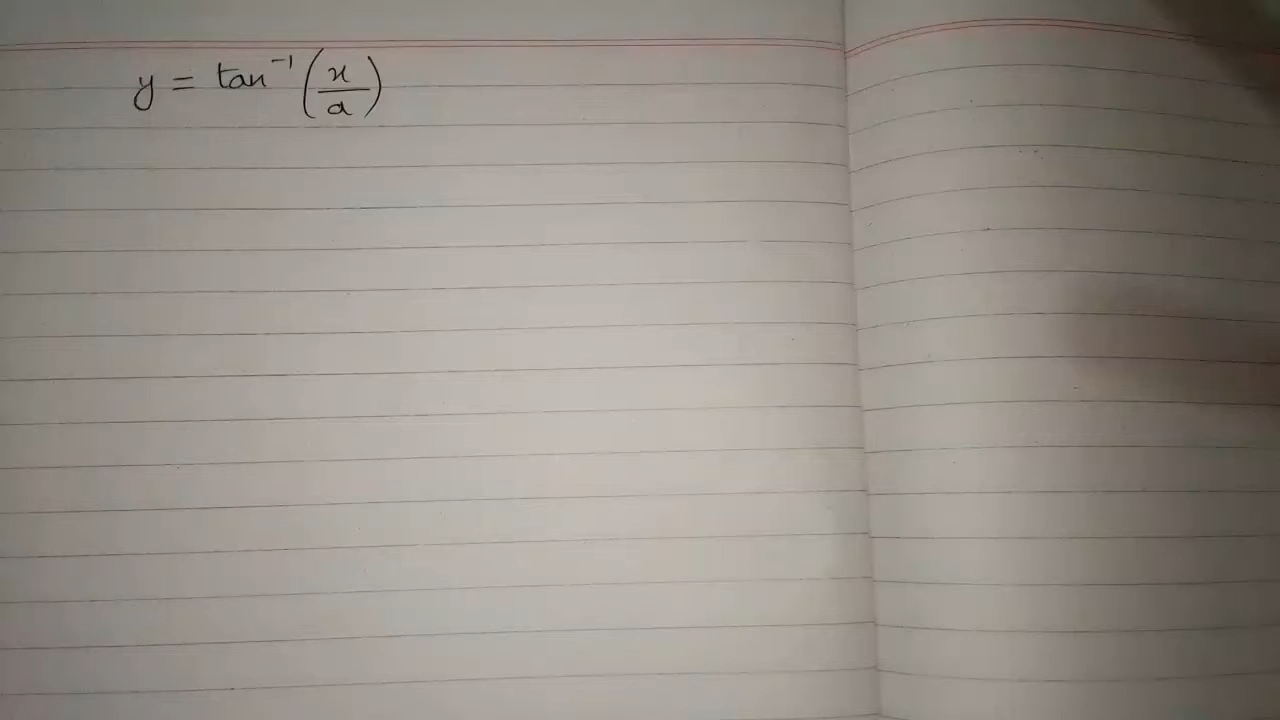 y = tan⁻¹ (x/a)